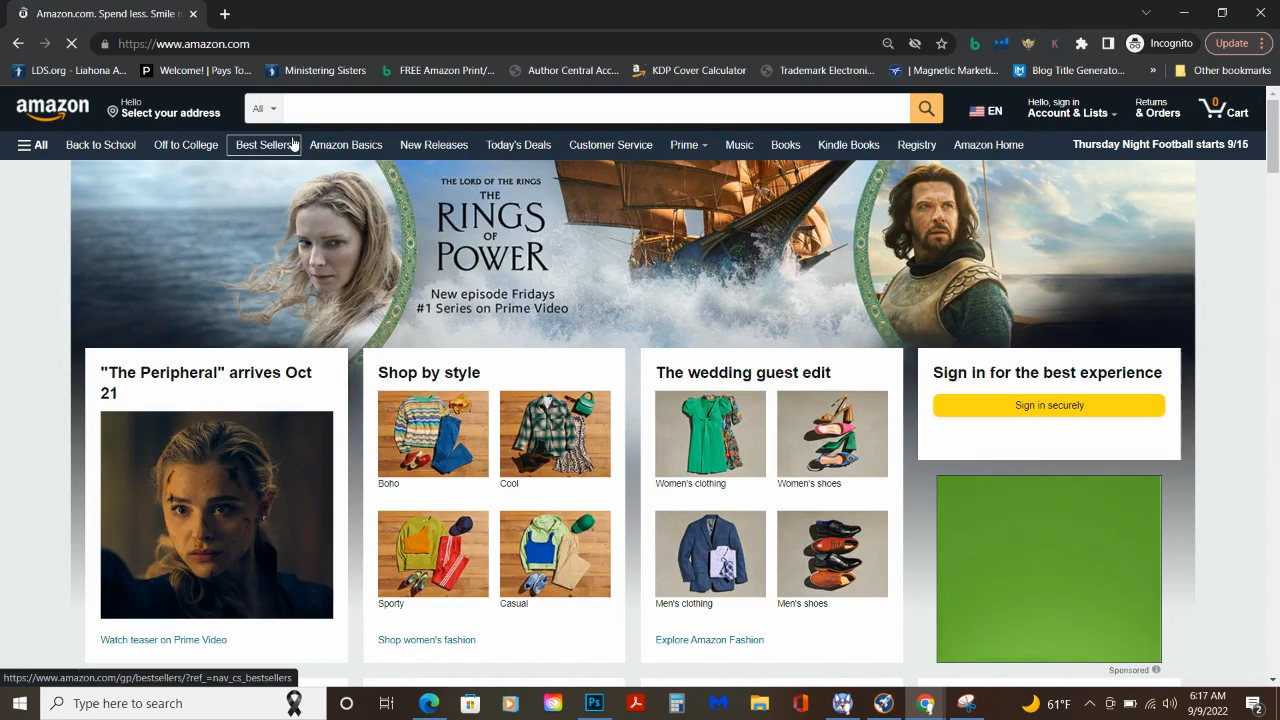 Amazon.com. Spend less. Smile
https://www.amazon.com
Incognito
Update
LDS.org - Liahona A...
Welcome! | Pays To...
Ministering Sisters
FREE Amazon Print/...
Author Central Acc...
KDP Cover Calculator
Trademark Electroni...
| Magnetic Market...
Blog Title Generato...
»
Other bookmarks
amazon
Hello
Select your address
All
EN
Hello, sign in
Account & Lists
Returns
& Orders
0
Cart
All
Back to School
Off to College
Best Sellers
Amazon Basics
New Releases
Today's Deals
Customer Service
Prime
Music
Books
Kindle Books
Registry
Amazon Home
Thursday Night Football starts 9/15
THE LORD OF THE RINGS
THE
RINGS
OF
POWER
New episode Fridays
#1 Series on Prime Video
"The Peripheral" arrives Oct
21
Watch teaser on Prime Video
Shop by style
Boho
Cool
Sporty
Casual
Shop women's fashion
The wedding guest edit
Women's clothing
Women's shoes
Men's clothing
Men's shoes
Explore Amazon Fashion
Sign in for the best experience
Sign in securely
Sponsored
https://www.amazon.com/gp/bestsellers/?ref_=nav_cs_bestsellers
Type here to search
Ps
61°F
6:17 AM
9/9/2022
2